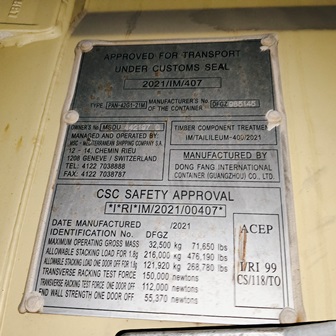 APPROVED FOR TRANSPORT
UNDER CUSTOMS SEAL
2021/IM/407
TYPE PAN-4201-21M MANUFACTURER'S No. OF THE CONTAINER DFGZ
OWNER'S No MSDU
MANAGED AND OPERATED BY:
MSC - MEDITERRANEAN SHIPPING COMPANY S.A.
12 - 14, CHEMIN RIEU
1208 GENEVE / SWITZERLAND
TEL. 4122 7038888
FAX. 4122 7038787
TIMBER COMPONENT TREATMENT
IM/TAILLEUM-400/2021
MANUFACTURED BY
DONG FANG INTERNATIONAL
CONTAINER (GUANGZHOU) CO., LTD.
CSC SAFETY APPROVAL
*I*RI*IM/2021/00407*
DATE MANUFACTURED /2021
IDENTIFICATION No. DFGZ
MAXIMUM OPERATING GROSS MASS 32,500 kg 71,650 lbs
ALLOWABLE STACKING LOAD FOR 1.8g 216,000 kg 476,190 lbs
ALLOWABLE STACKING LOAD ONE DOOR OFF FOR 1.8g 121,920 kg 268,780 lbs
TRANSVERSE RACKING TEST FORCE 150,000 newtons
TRANSVERSE RACKING TEST FORCE ONE DOOR OFF 112,000 newtons
END WALL STRENGTH ONE DOOR OFF 55,370 newtons
ACEP
I/RI 99
CS/118/TO